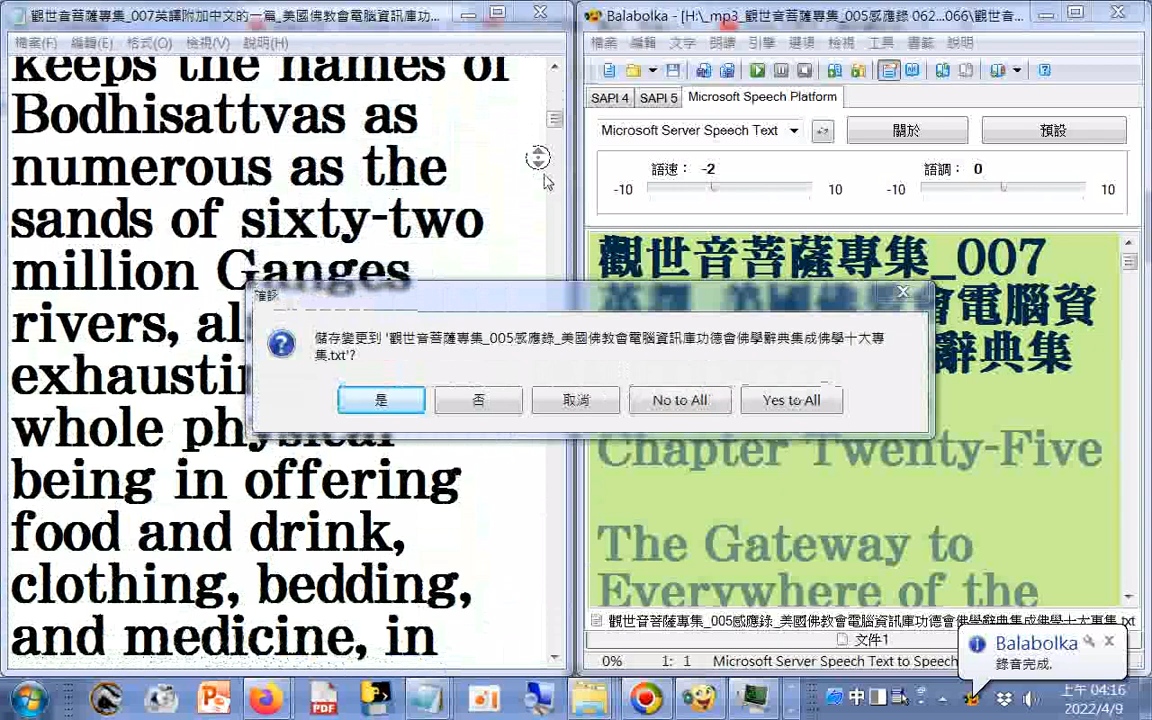 觀世音菩薩專集_007英譯附加中文的一篇_美國佛教會電腦資訊庫功...
檔案(F) 編輯(E) 格式(O) 檢視(V) 說明(H)
keeps the names of
Bodhisattvas as
numerous as the
sands of sixty-two
million Ganges
rivers,
whole physical
being in offering
food and drink,
clothing, bedding,
and medicine, in
Balabolka - [H:\_mp3_觀世音菩薩專集_005感應錄 062...066\觀世音...
檔案 編輯 文字 朗讀 引擎 選項 檢視 工具 書籤 說明
SAPI 4 SAPI 5 Microsoft Speech Platform
Microsoft Server Speech Text 關於 預設
語速: -2 語調: 0
-10 10 -10 10
觀世音菩薩專集_007
會電腦資
辭典集
Chapter Twenty-Five
The Gateway to
Everywhere of the
觀世音菩薩專集_005感應錄_美國佛教會電腦資訊庫功德會佛學辭典集成佛學十大專集.txt
文件1
0% 1: 1 Microsoft Server Speech Text to Speech
確認
儲存變更到 '觀世音菩薩專集_005感應錄_美國佛教會電腦資訊庫功德會佛學辭典集成佛學十大專
集.txt'?
是 否 取消 No to All Yes to All
Balabolka
錄音完成.
中
上午 04:16
2022/4/9